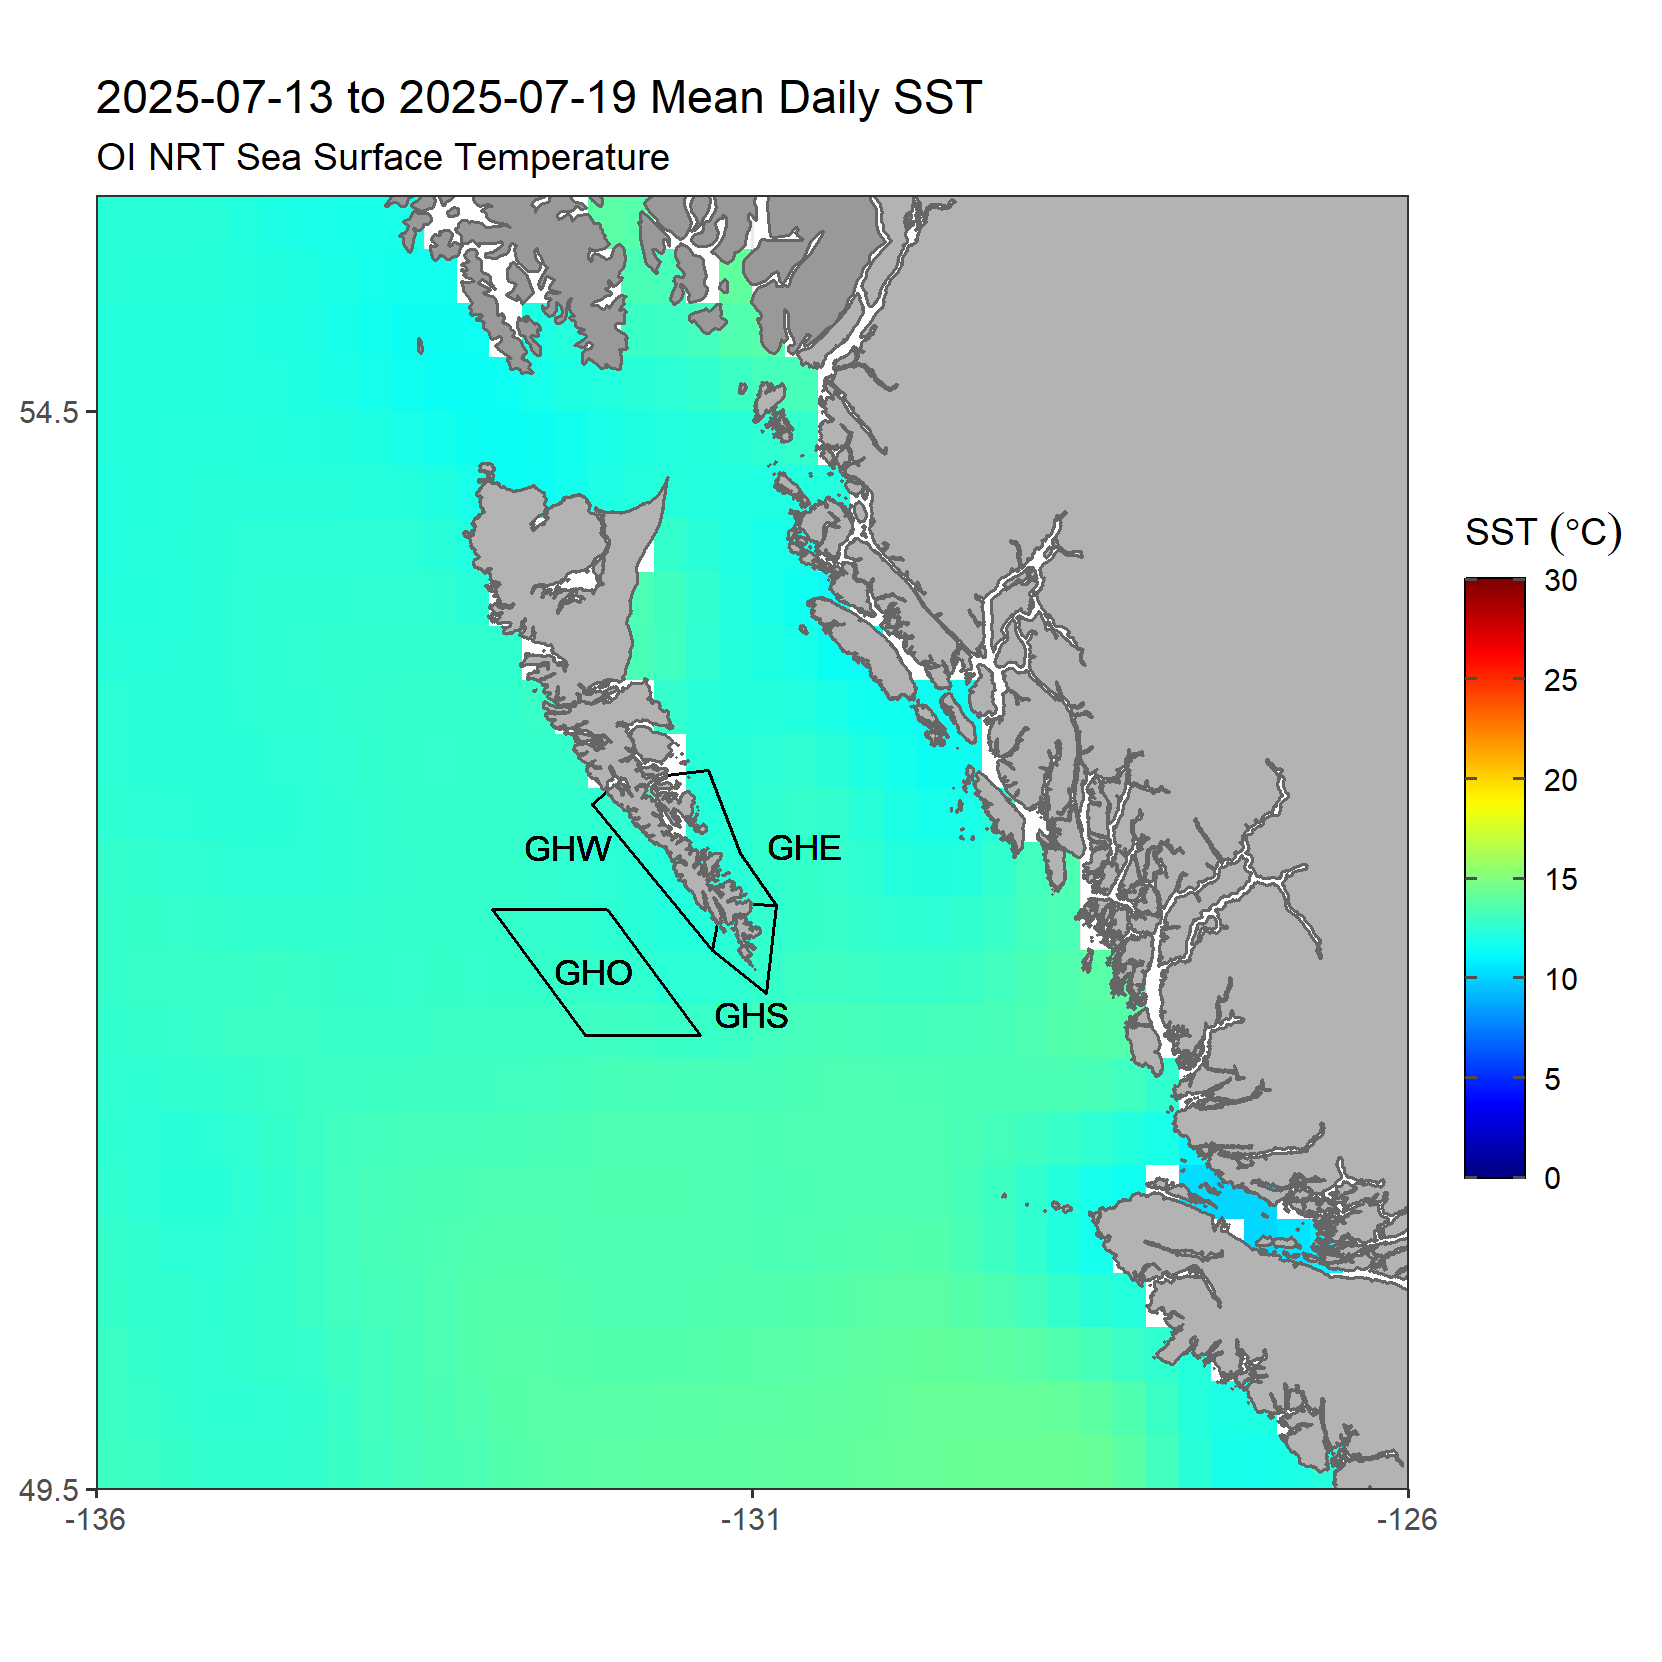 2025-07-13 to 2025-07-19 Mean Daily SST
OI NRT Sea Surface Temperature
54.5
49.5
-136
-131
-126
GHW
GHE
GHO
GHS
SST (°C)
30
25
20
15
10
5
0